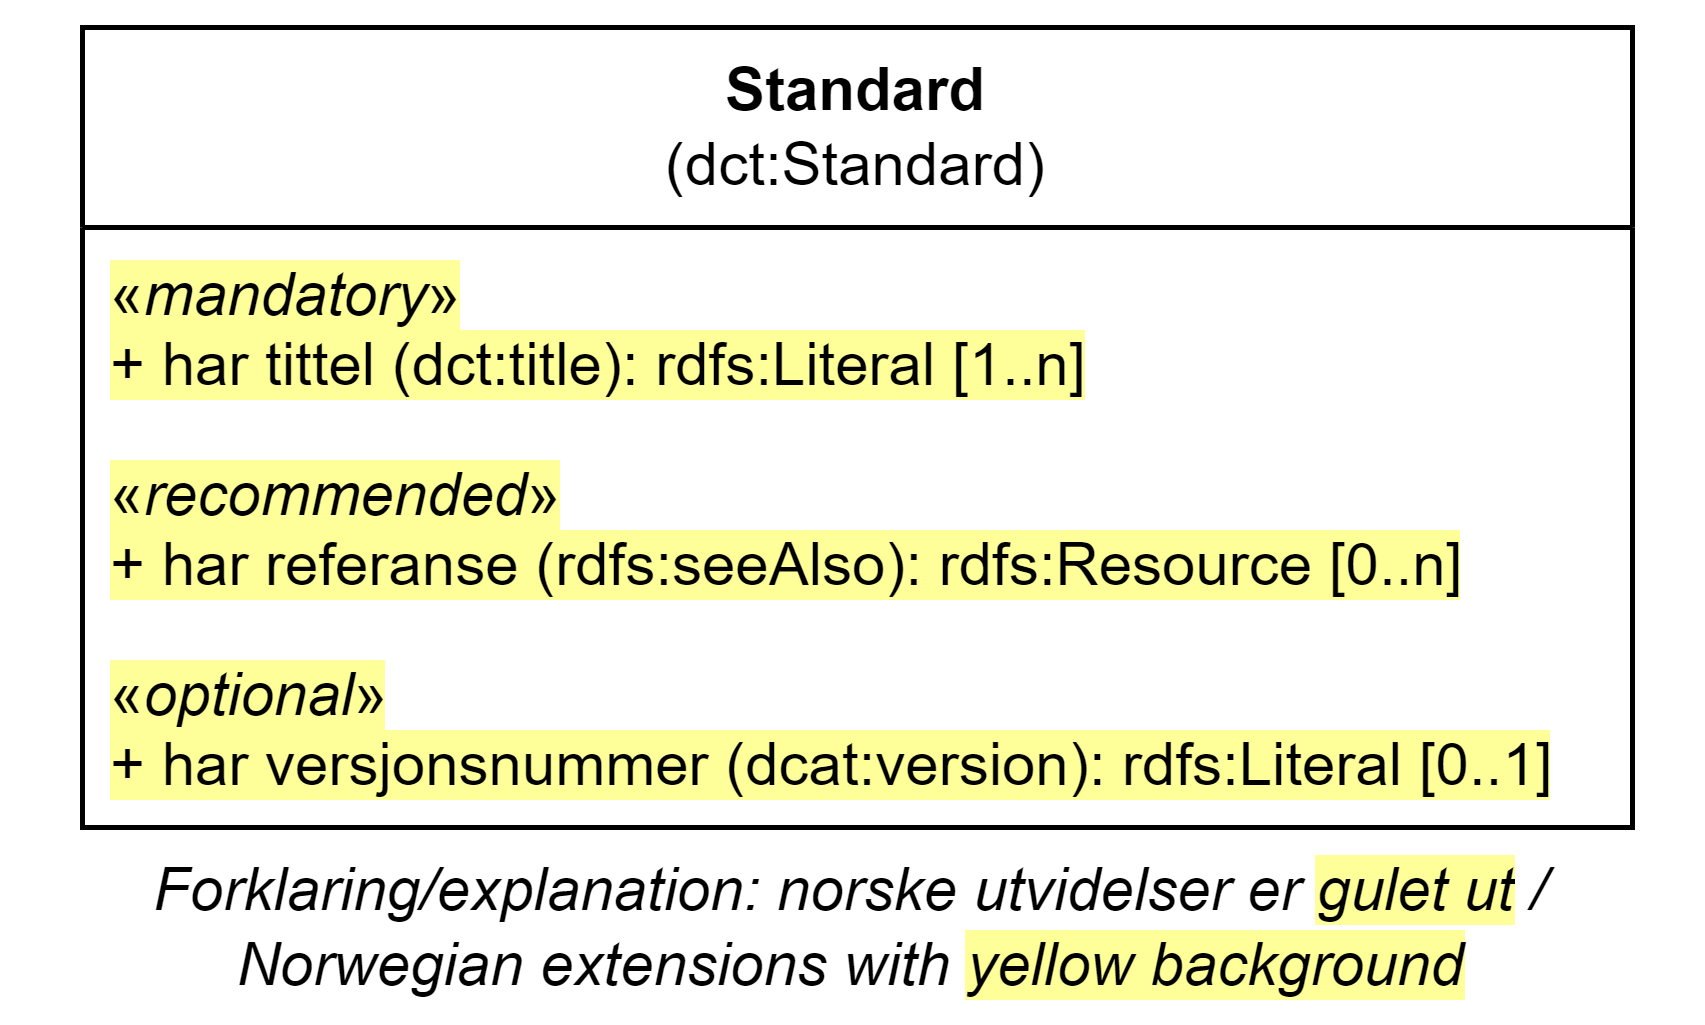 Standard
(dct:Standard)
«mandatory»
+ har tittel (dct:title): rdfs:Literal [1..n]
«recommended»
+ har referanse (rdfs:seeAlso): rdfs:Resource [0..n]
«optional»
+ har versjonsnummer (dcat:version): rdfs:Literal [0..1]
Forklaring/explanation: norske utvidelser er gulet ut /
Norwegian extensions with yellow background